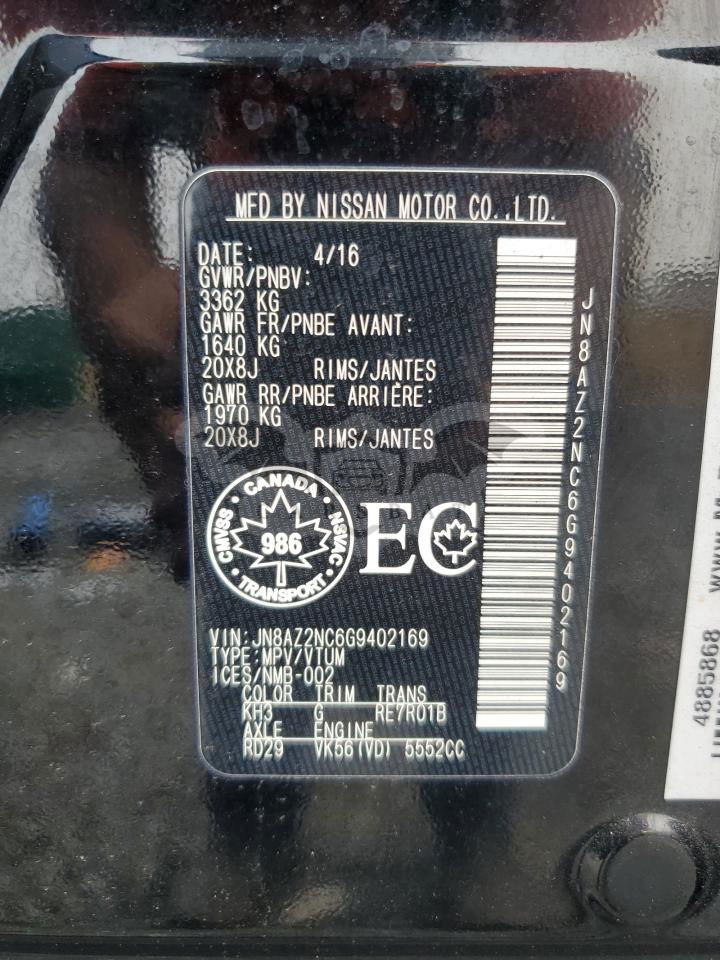 MFD BY NISSAN MOTOR CO.,LTD.
DATE: 4/16
GVWR/PNBV:
3362 KG
GAWR FR/PNBE AVANT:
1640 KG
20X8J RIMS/JANTES
GAWR RR/PNBE ARRIÈRE:
1970 KG
20X8J RIMS/JANTES
CANADA
CMVSS · NSVAC
986
TRANSPORT
EC
VIN: JN8AZ2NC6G9402169
TYPE:MPV/VTUM
ICES/NMB-002
COLOR TRIM TRANS
KH3 G RE7R01B
AXLE ENGINE
RD29 VK56(VD) 5552CC
JN8AZ2NC6G9402169
4885868